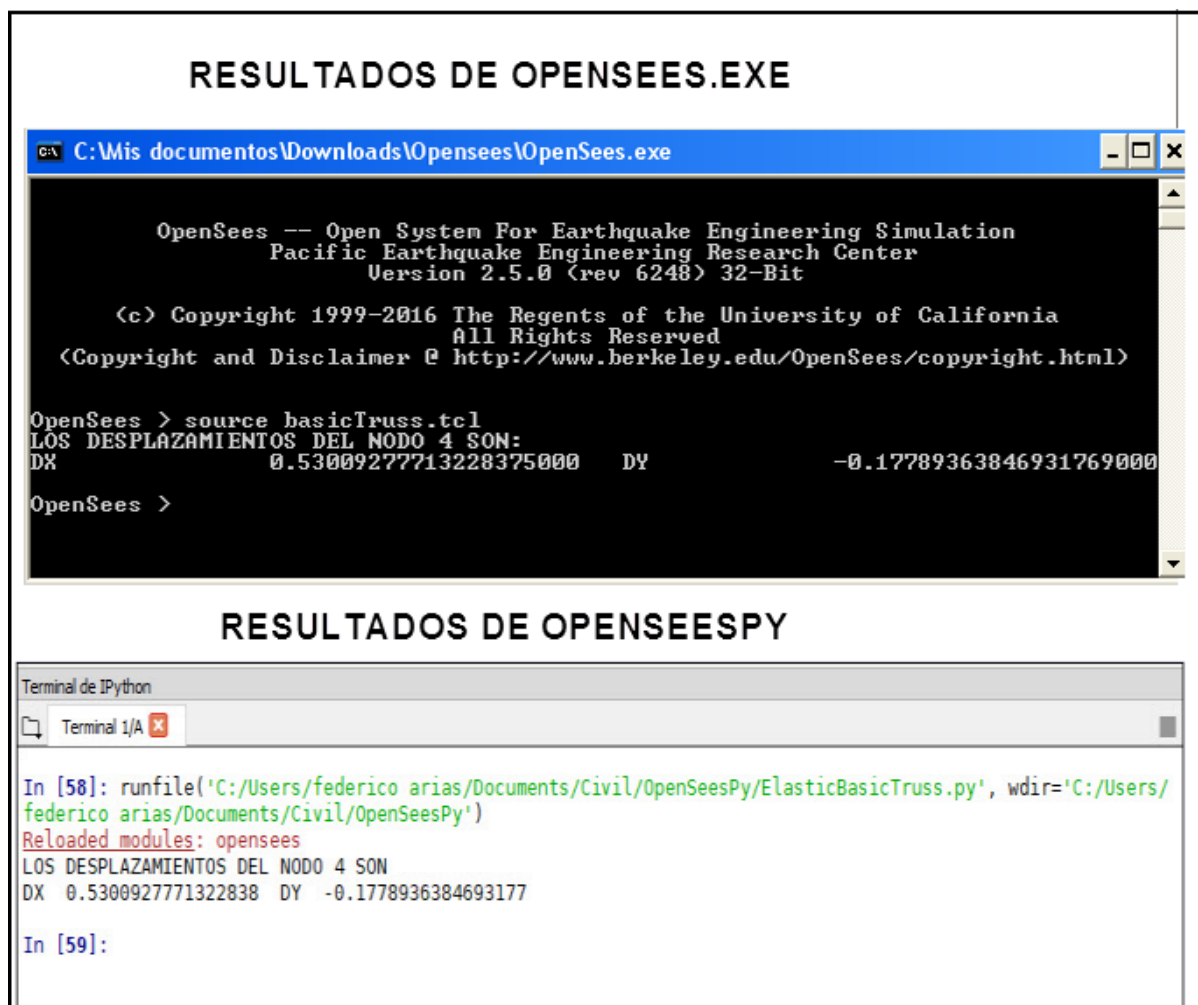 RESULTADOS DE OPENSEES.EXE
C:\Mis documentos\Downloads\Opensees\OpenSees.exe
OpenSees -- Open System For Earthquake Engineering Simulation
Pacific Earthquake Engineering Research Center
Version 2.5.0 (rev 6248) 32-Bit
(c) Copyright 1999-2016 The Regents of the University of California
All Rights Reserved
(Copyright and Disclaimer @ http://www.berkeley.edu/OpenSees/copyright.html)
OpenSees > source basicTruss.tcl
LOS DESPLAZAMIENTOS DEL NODO 4 SON:
DX 0.53009277713228375000 DY -0.17789363846931769000
OpenSees >
RESULTADOS DE OPENSEESPY
Terminal de IPython
Terminal 1/A
In [58]: runfile('C:/Users/federico arias/Documents/Civil/OpenSeesPy/ElasticBasicTruss.py', wdir='C:/Users/
federico arias/Documents/Civil/OpenSeesPy')
Reloaded modules: opensees
LOS DESPLAZAMIENTOS DEL NODO 4 SON
DX 0.5300927771322838 DY -0.1778936384693177
In [59]: